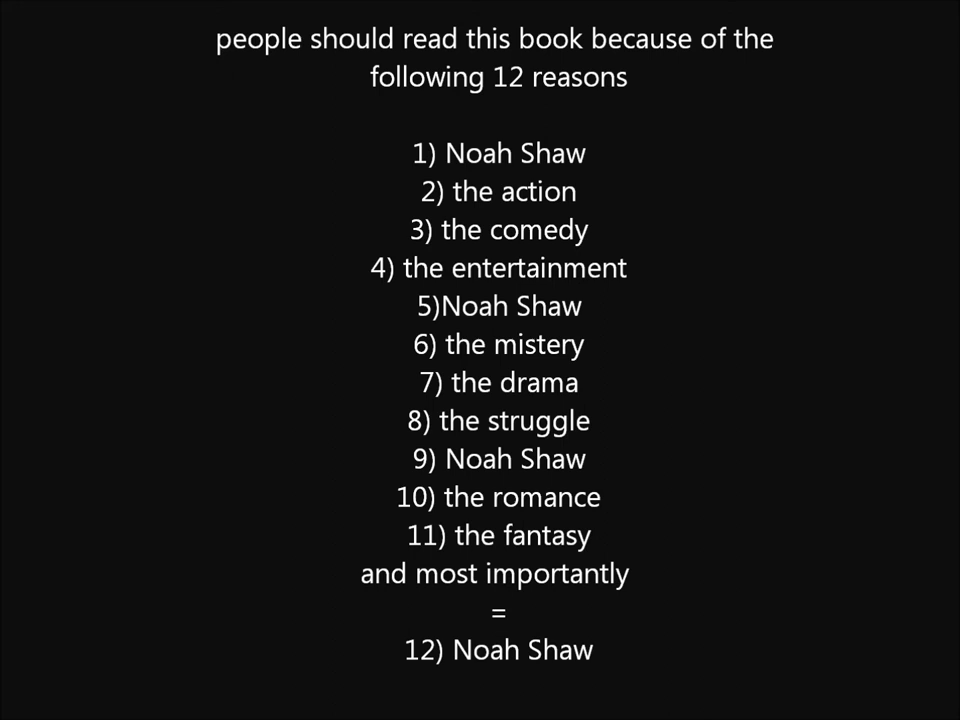 people should read this book because of the
following 12 reasons
1) Noah Shaw
2) the action
3) the comedy
4) the entertainment
5)Noah Shaw
6) the mistery
7) the drama
8) the struggle
9) Noah Shaw
10) the romance
11) the fantasy
and most importantly
=
12) Noah Shaw